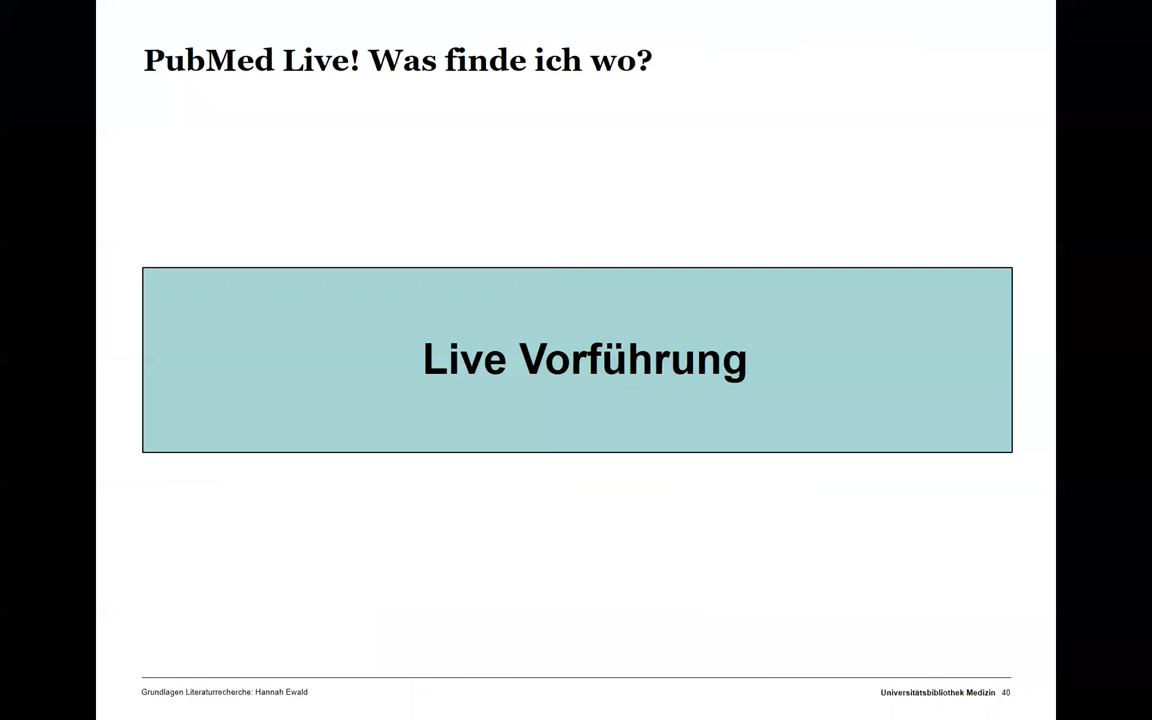 PubMed Live! Was finde ich wo?
Live Vorführung
Grundlagen Literaturrecherche: Hannah Ewald
Universitätsbibliothek Medizin 40